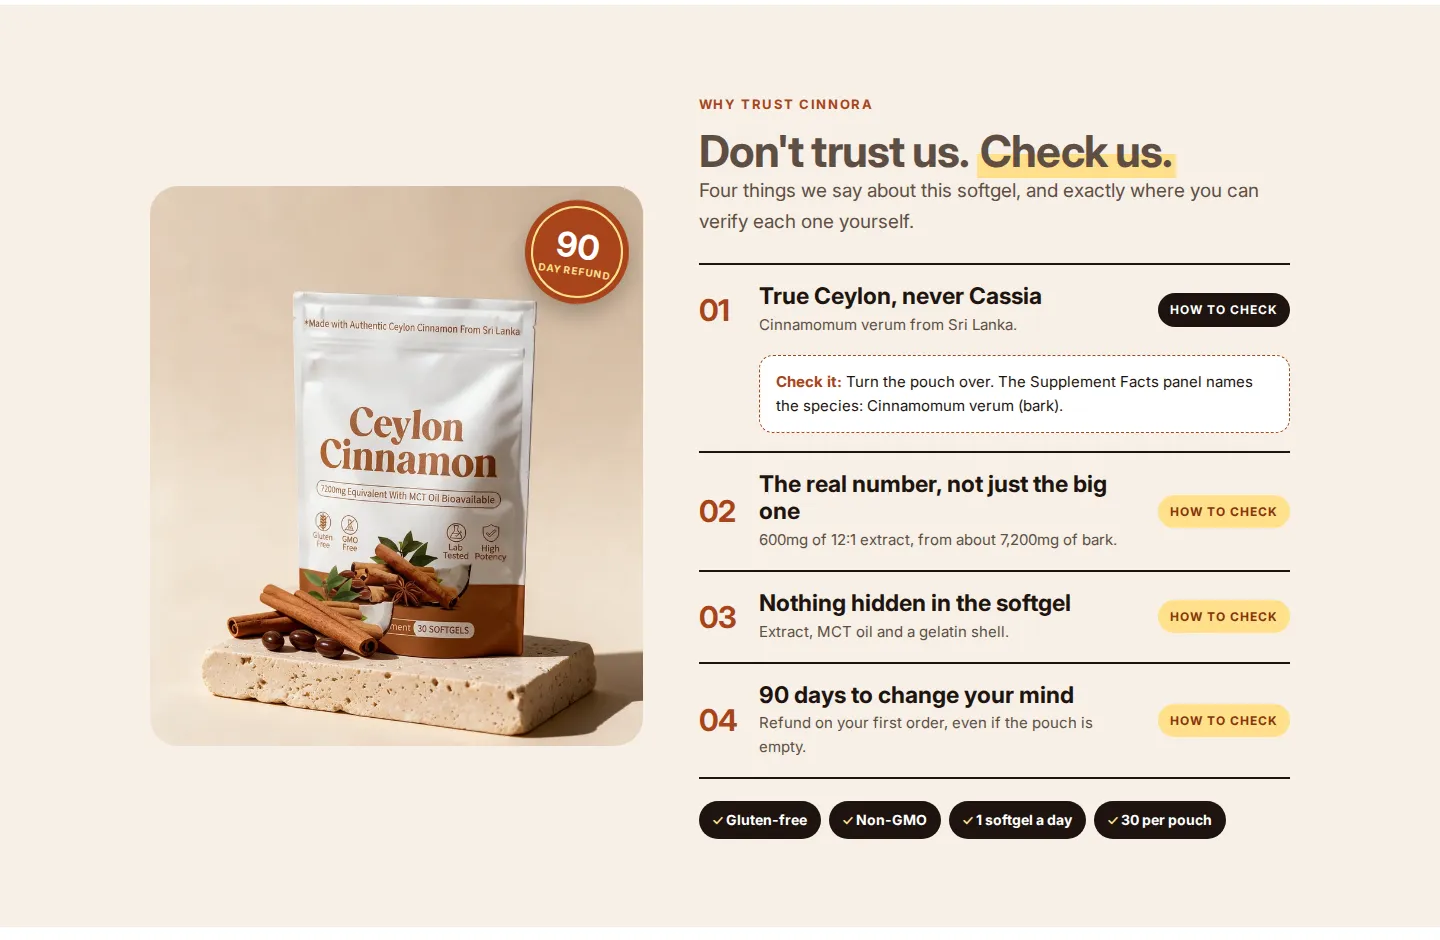 WHY TRUST CINNORA
Don't trust us. Check us.
Four things we say about this softgel, and exactly where you can
verify each one yourself.
90
DAY REFUND
*Made with Authentic Ceylon Cinnamon From Sri Lanka
Ceylon
Cinnamon
7200mg Equivalent With MCT Oil Bioavailable
Gluten
Free
GMO
Free
Lab
Tested
High
Potency
30 SOFTGELS
01
True Ceylon, never Cassia
Cinnamomum verum from Sri Lanka.
HOW TO CHECK
Check it: Turn the pouch over. The Supplement Facts panel names
the species: Cinnamomum verum (bark).
02
The real number, not just the big
one
600mg of 12:1 extract, from about 7,200mg of bark.
HOW TO CHECK
03
Nothing hidden in the softgel
Extract, MCT oil and a gelatin shell.
HOW TO CHECK
04
90 days to change your mind
Refund on your first order, even if the pouch is
empty.
HOW TO CHECK
Gluten-free
Non-GMO
1 softgel a day
30 per pouch